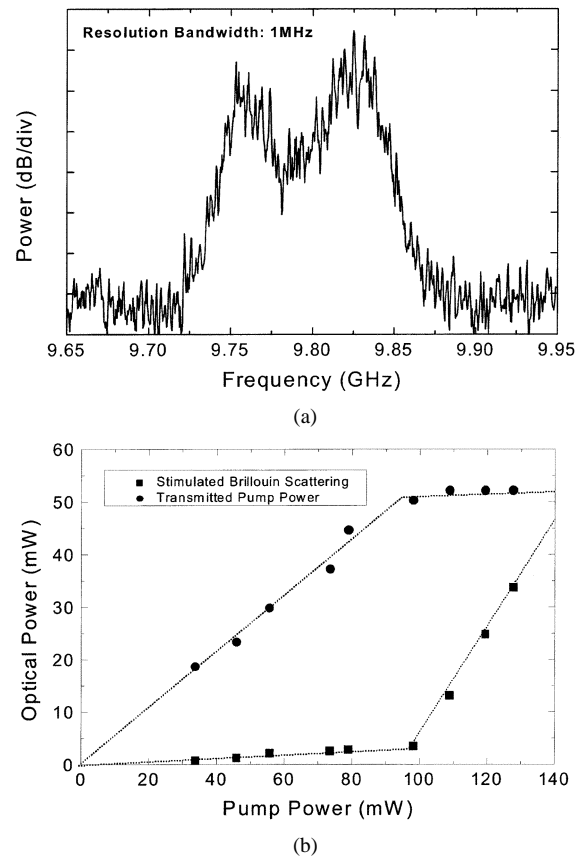 Resolution Bandwidth: 1MHz
Power (dB/div)
9.65 9.70 9.75 9.80 9.85 9.90 9.95
Frequency (GHz)
(a)
60
50
40
30
20
10
0
Stimulated Brillouin Scattering
Transmitted Pump Power
Optical Power (mW)
0 20 40 60 80 100 120 140
Pump Power (mW)
(b)